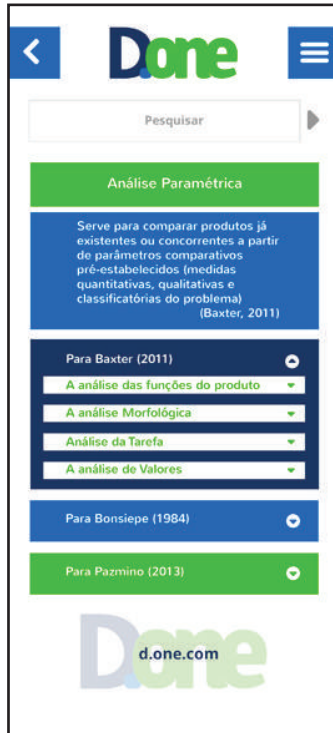 D.one
Pesquisar
Análise Paramétrica
Serve para comparar produtos já
existentes ou concorrentes a partir
de parâmetros comparativos
pré-estabelecidos (medidas
quantitativas, qualitativas e
classificatórias do problema)
(Baxter, 2011)
Para Baxter (2011)
A análise das funções do produto
A análise Morfológica
Análise da Tarefa
A análise de Valores
Para Bonsiepe (1984)
Para Pazmino (2013)
D.one
d.one.com